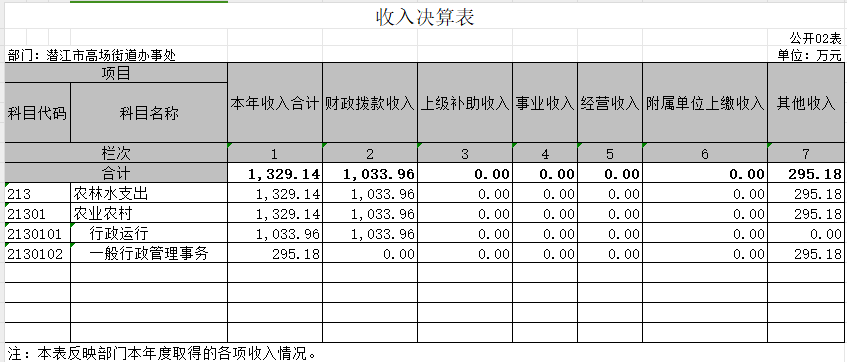 收入决算表
公开02表
部门：潜江市高场街道办事处 单位：万元
项目 本年收入合计 财政拨款收入 上级补助收入 事业收入 经营收入 附属单位上缴收入 其他收入
科目代码 科目名称
栏次 1 2 3 4 5 6 7
合计 1,329.14 1,033.96 0.00 0.00 0.00 0.00 295.18
213 农林水支出 1,329.14 1,033.96 0.00 0.00 0.00 0.00 295.18
21301 农业农村 1,329.14 1,033.96 0.00 0.00 0.00 0.00 295.18
2130101 行政运行 1,033.96 1,033.96 0.00 0.00 0.00 0.00 0.00
2130102 一般行政管理事务 295.18 0.00 0.00 0.00 0.00 0.00 295.18
注：本表反映部门本年度取得的各项收入情况。